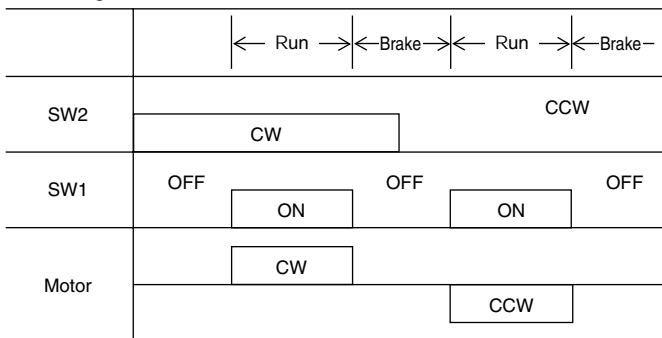 Run Brake Run Brake
SW2 CW CCW
SW1 OFF ON OFF ON OFF
Motor CW CCW